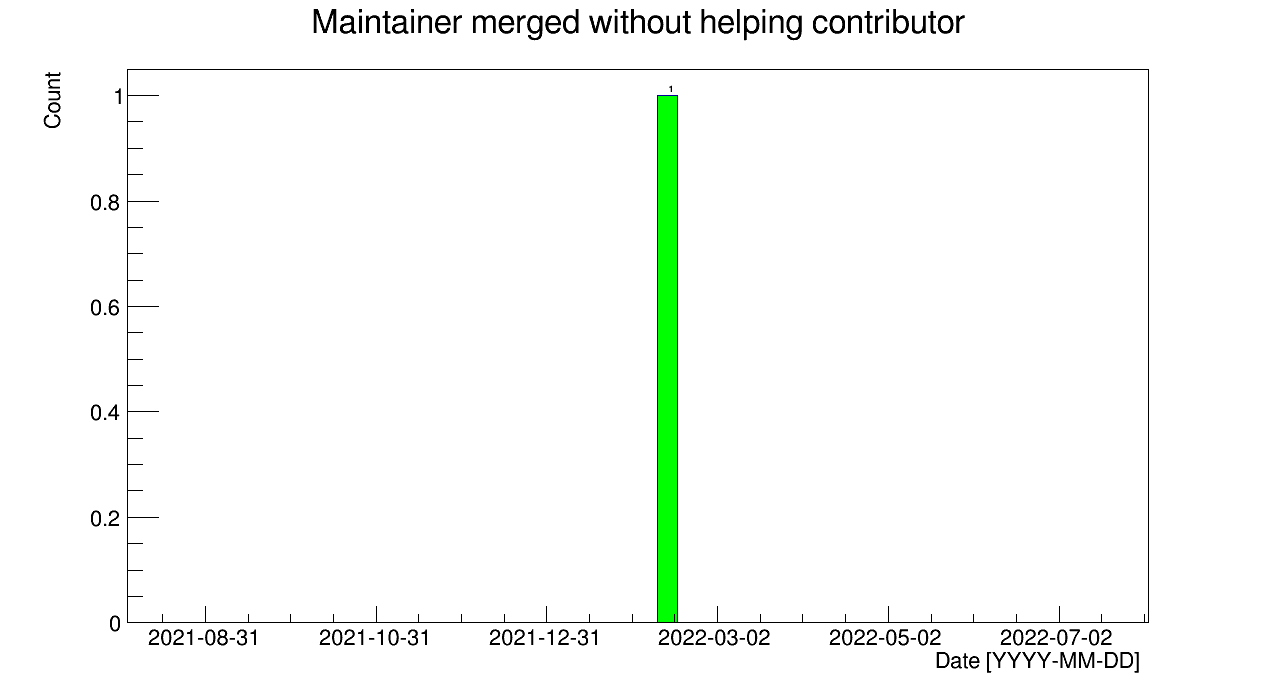 Maintainer merged without helping contributor
Count
1
1
0.8
0.6
0.4
0.2
0
2021-08-31 2021-10-31 2021-12-31 2022-03-02 2022-05-02 2022-07-02
Date [YYYY-MM-DD]